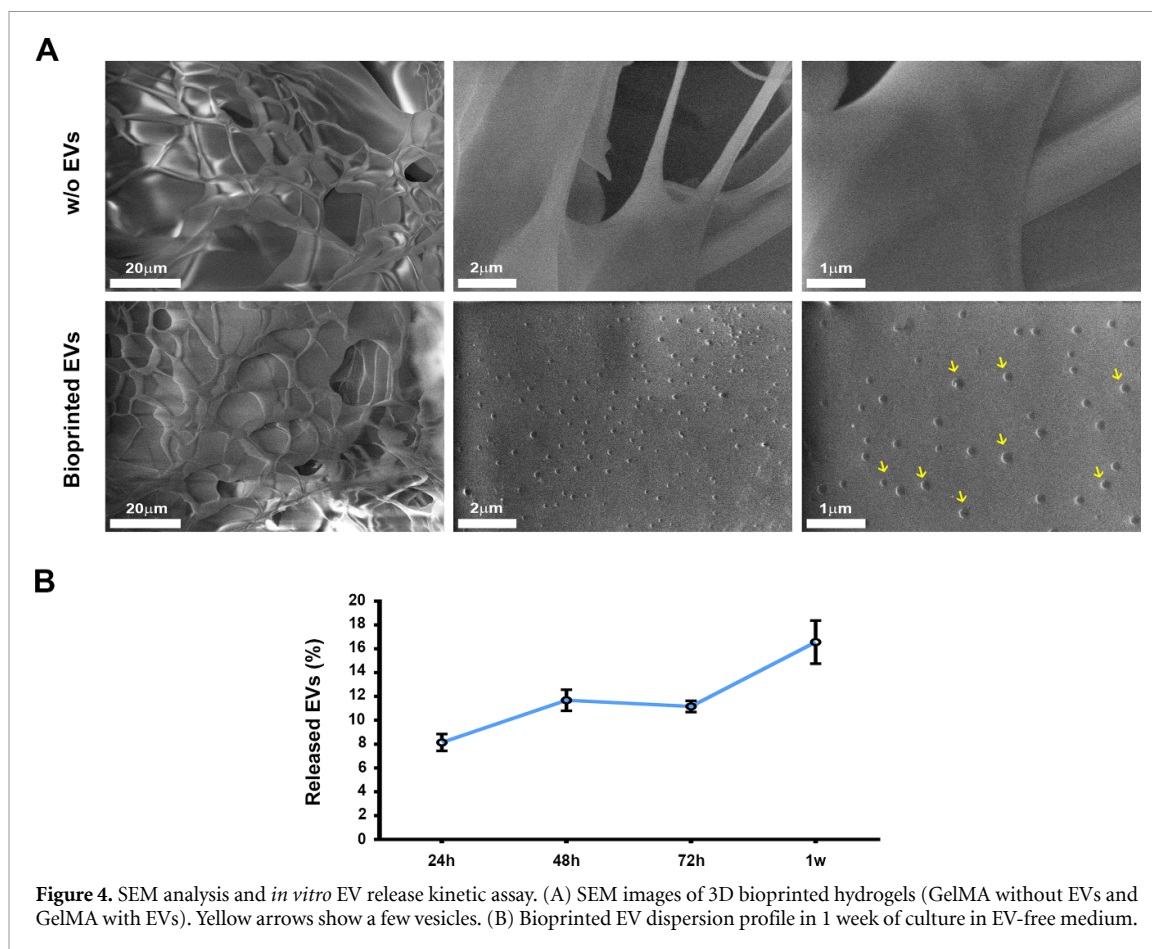 A
w/o EVs
20μm
2μm
1μm
Bioprinted EVs
20μm
2μm
1μm
B
Released EVs (%)
20
18
16
14
12
10
8
6
4
2
0
24h 48h 72h 1w
Figure 4. SEM analysis and in vitro EV release kinetic assay. (A) SEM images of 3D bioprinted hydrogels (GelMA without EVs and
GelMA with EVs). Yellow arrows show a few vesicles. (B) Bioprinted EV dispersion profile in 1 week of culture in EV-free medium.